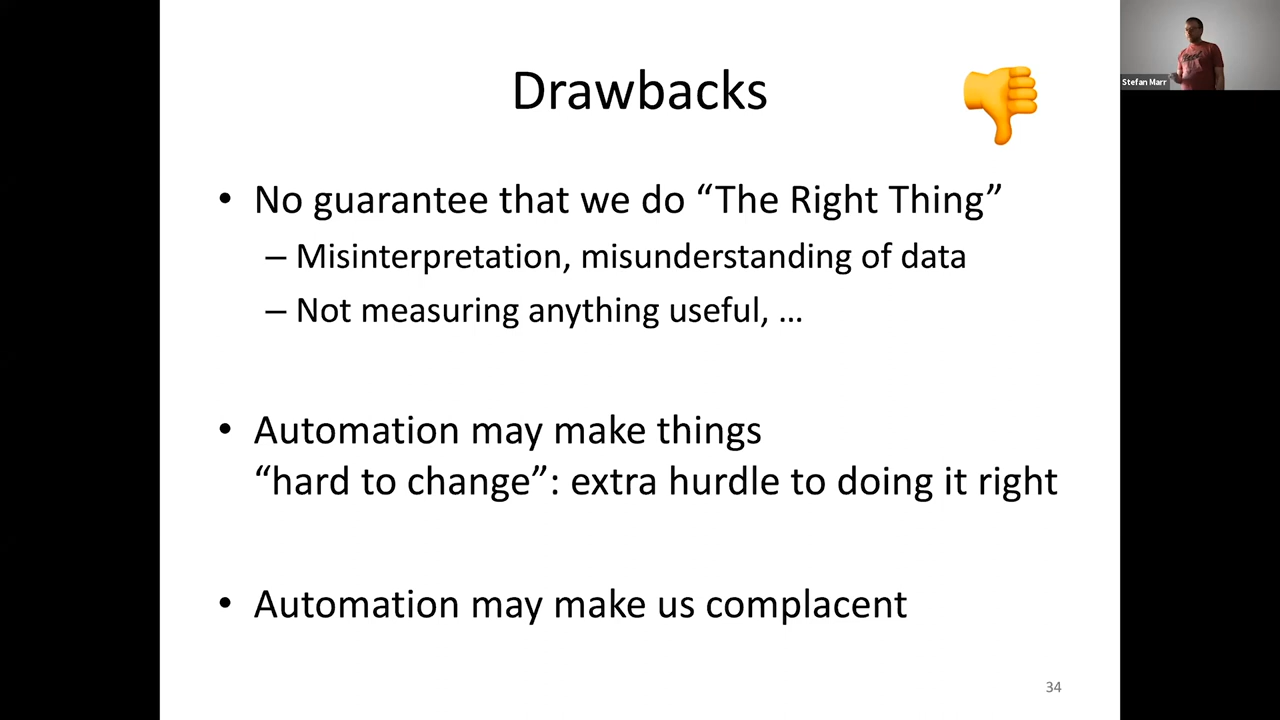 Drawbacks
Stefan Marr
• No guarantee that we do “The Right Thing”
– Misinterpretation, misunderstanding of data
– Not measuring anything useful, …
• Automation may make things
“hard to change”: extra hurdle to doing it right
• Automation may make us complacent
34